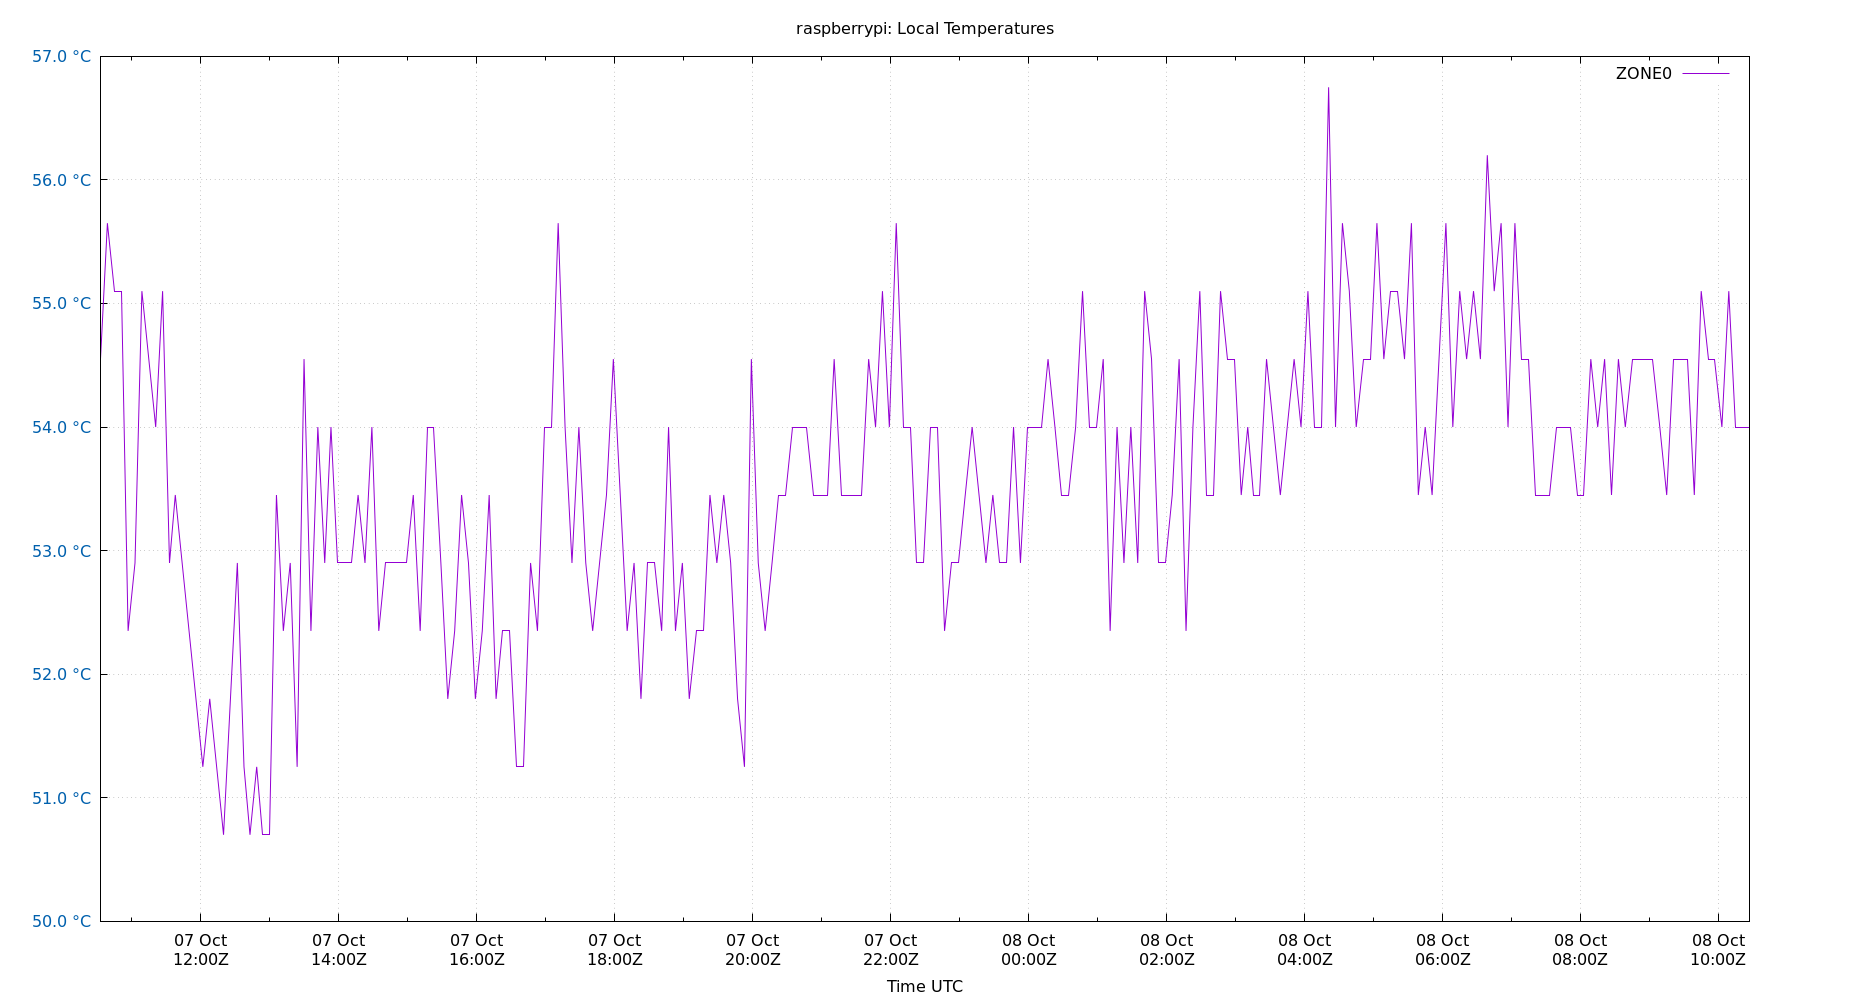 raspberrypi: Local Temperatures
57.0 °C
ZONE0
56.0 °C
55.0 °C
54.0 °C
53.0 °C
52.0 °C
51.0 °C
50.0 °C
07 Oct
12:00Z
07 Oct
14:00Z
07 Oct
16:00Z
07 Oct
18:00Z
07 Oct
20:00Z
07 Oct
22:00Z
08 Oct
00:00Z
08 Oct
02:00Z
08 Oct
04:00Z
08 Oct
06:00Z
08 Oct
08:00Z
08 Oct
10:00Z
Time UTC